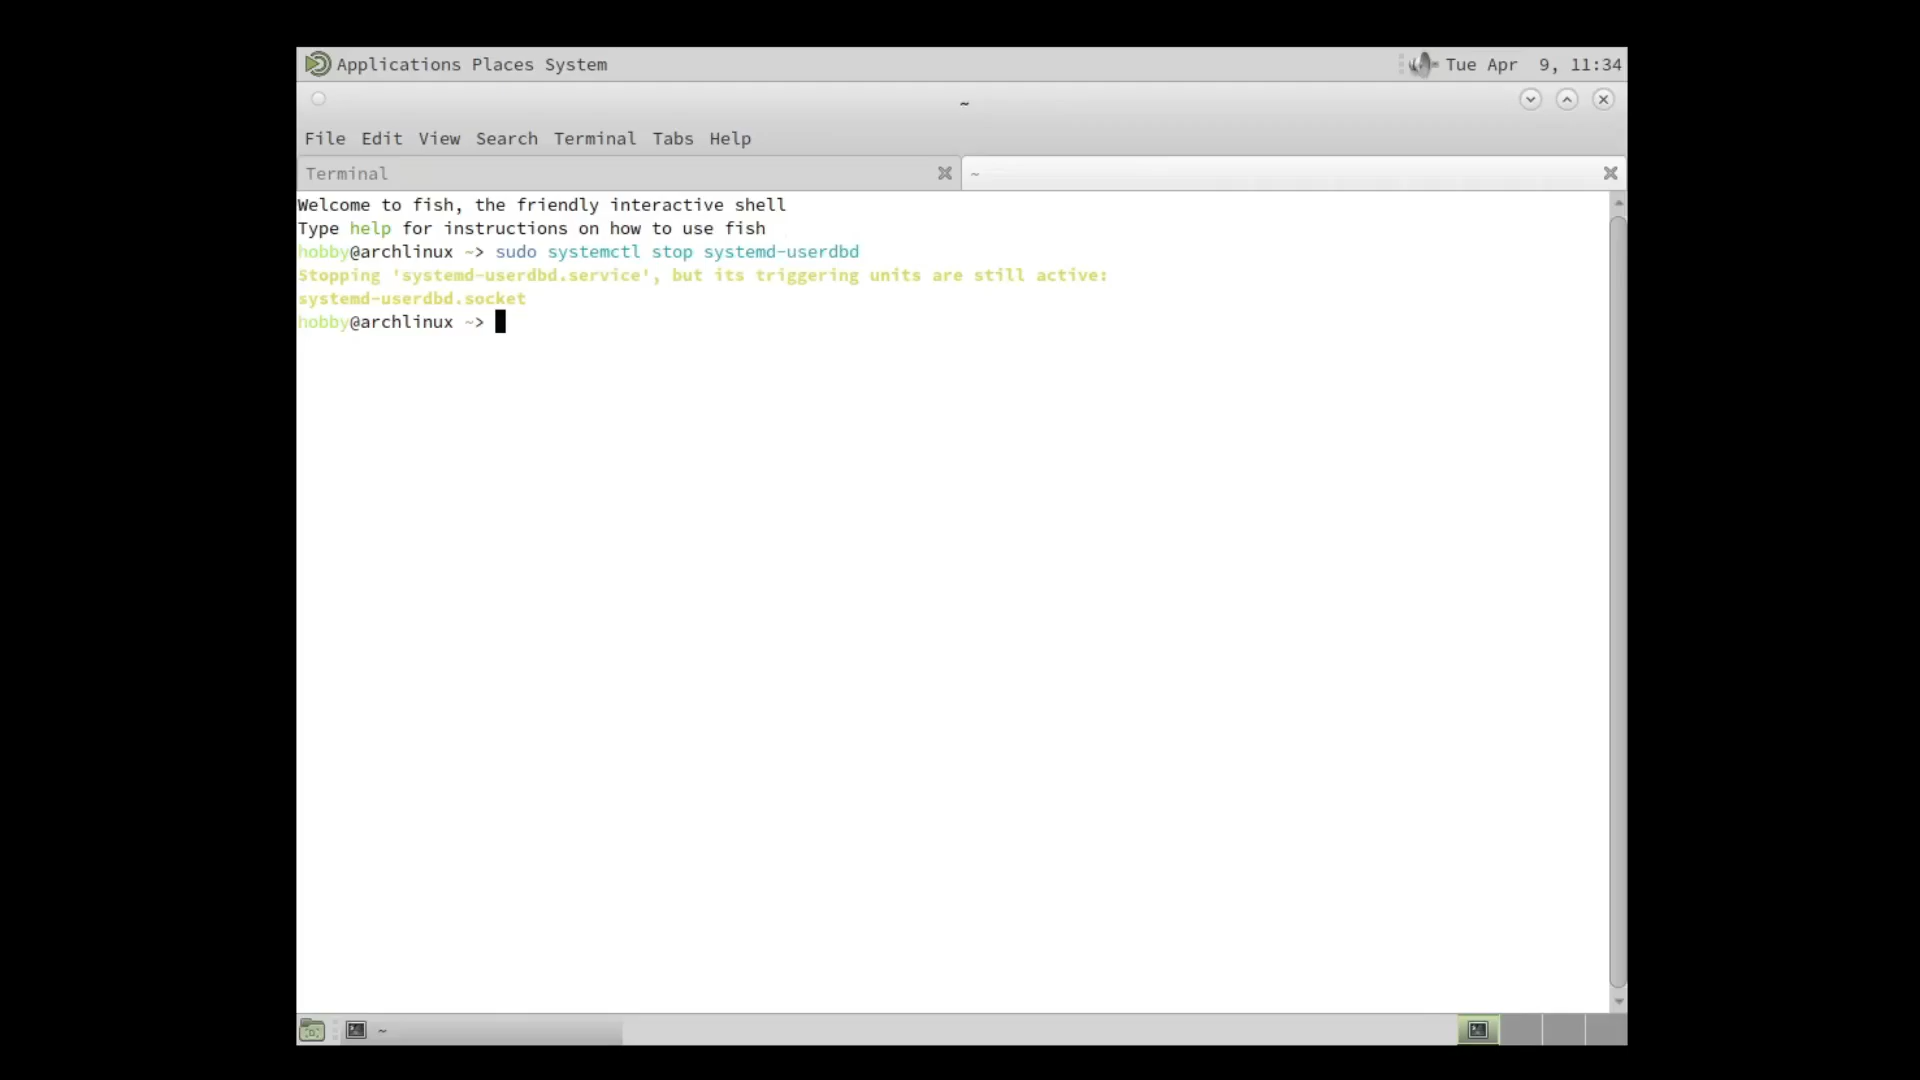 Applications Places System
Tue Apr 9, 11:34
~
File Edit View Search Terminal Tabs Help
Terminal
~
Welcome to fish, the friendly interactive shell
Type help for instructions on how to use fish
hobby@archlinux ~> sudo systemctl stop systemd-userdbd
Stopping 'systemd-userdbd.service', but its triggering units are still active:
systemd-userdbd.socket
hobby@archlinux ~>
~